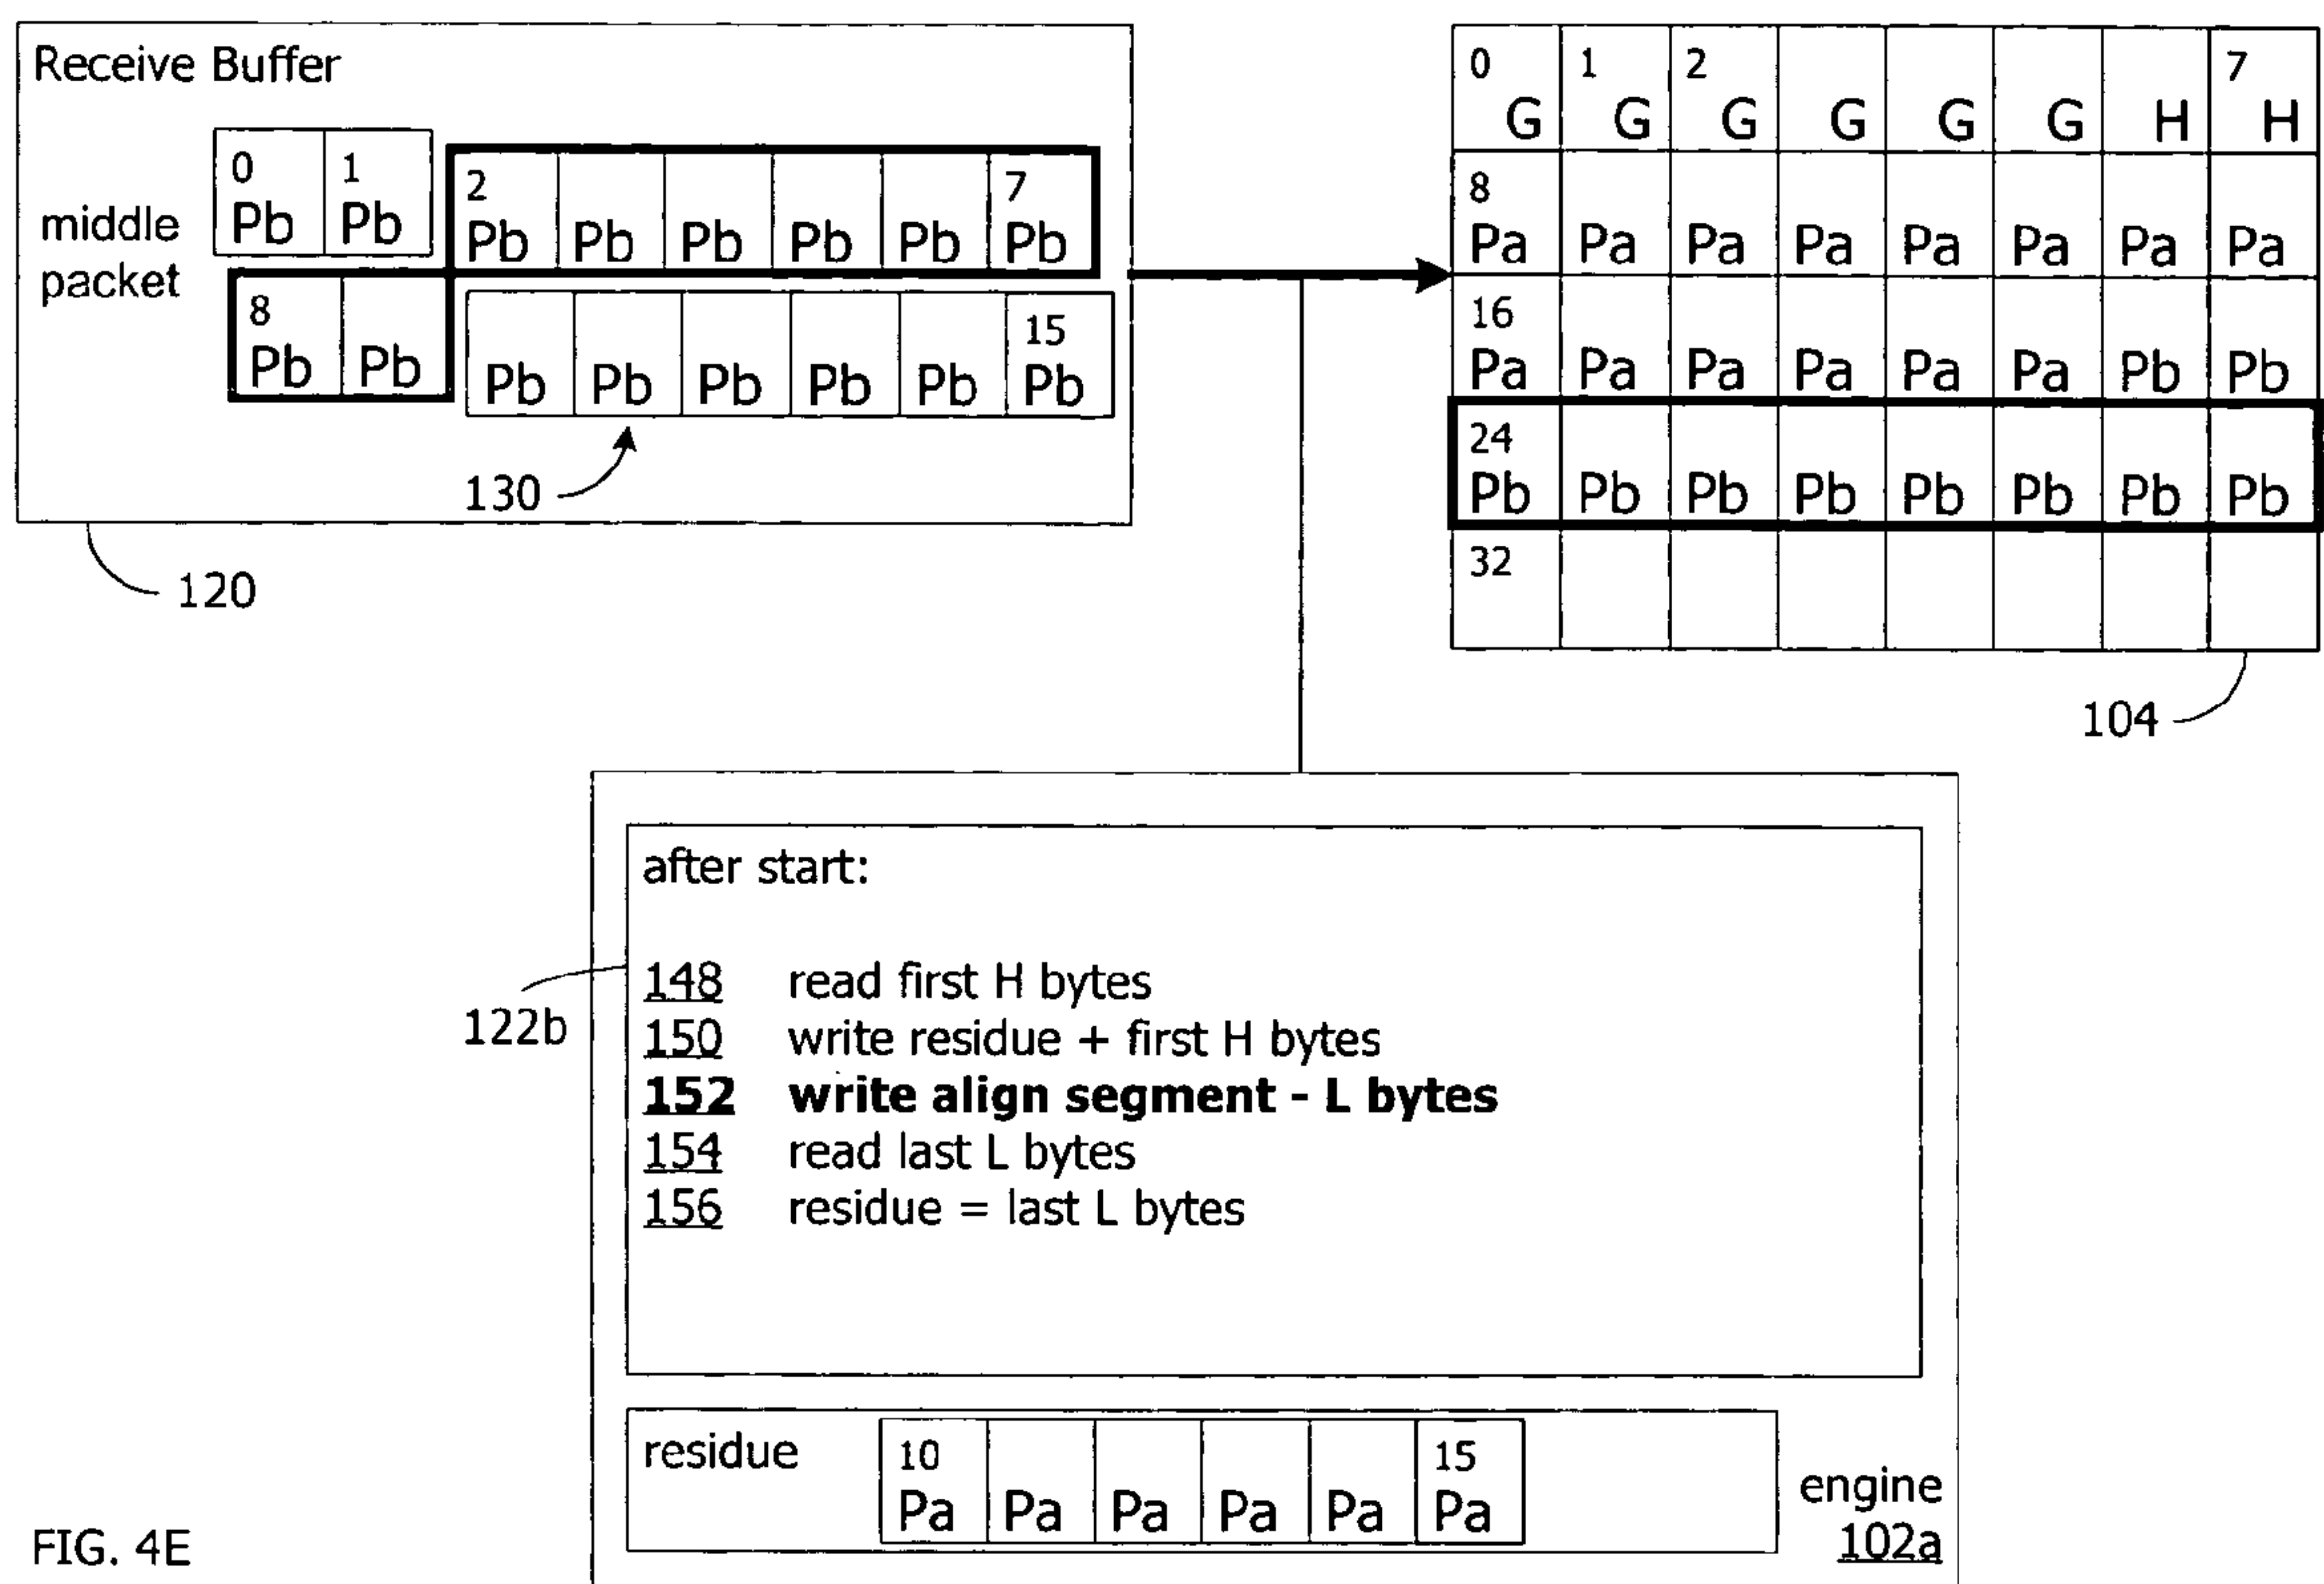 Receive Buffer
middle
packet
0 1 2 7
Pb Pb Pb Pb Pb Pb Pb Pb
8 15
Pb Pb Pb Pb Pb Pb Pb Pb
130
120
0 1 2 7
G G G G G G H H
8
Pa Pa Pa Pa Pa Pa Pa Pa
16
Pa Pa Pa Pa Pa Pa Pb Pb
24
Pb Pb Pb Pb Pb Pb Pb Pb
32
104
after start:
148 read first H bytes
150 write residue + first H bytes
152 write align segment - L bytes
154 read last L bytes
156 residue = last L bytes
122b
residue
10 15
Pa Pa Pa Pa Pa Pa
engine
102a
FIG. 4E